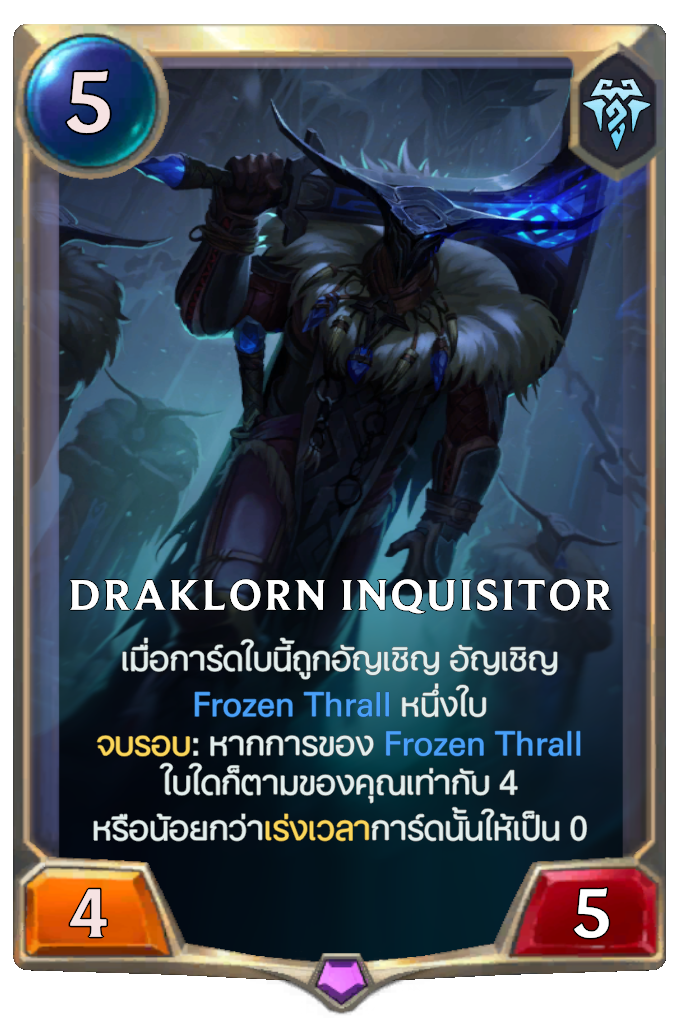 5
DRAKLORN INQUISITOR
เมื่อการ์ดใบนี้ถูกอัญเชิญ อัญเชิญ
Frozen Thrall หนึ่งใบ
จบรอบ: หากการของ Frozen Thrall
ใบใดก็ตามของคุณเท่ากับ 4
หรือน้อยกว่าเร่งเวลาการ์ดนั้นให้เป็น 0
4
5